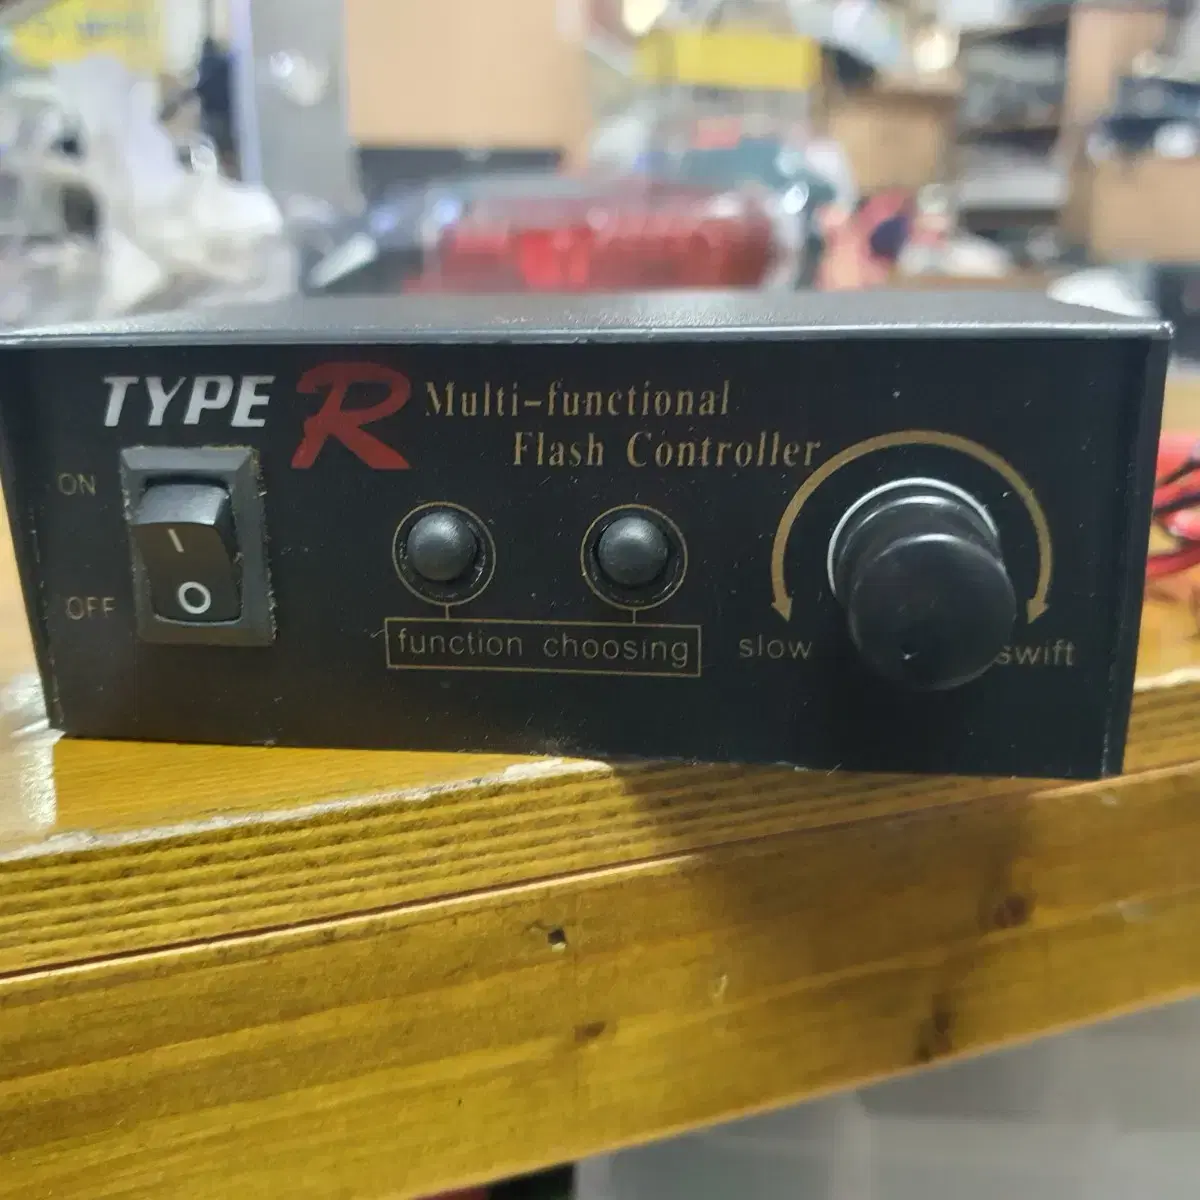 TYPE R Multi-functional
Flash Controller
ON
OFF
function choosing
slow
swift